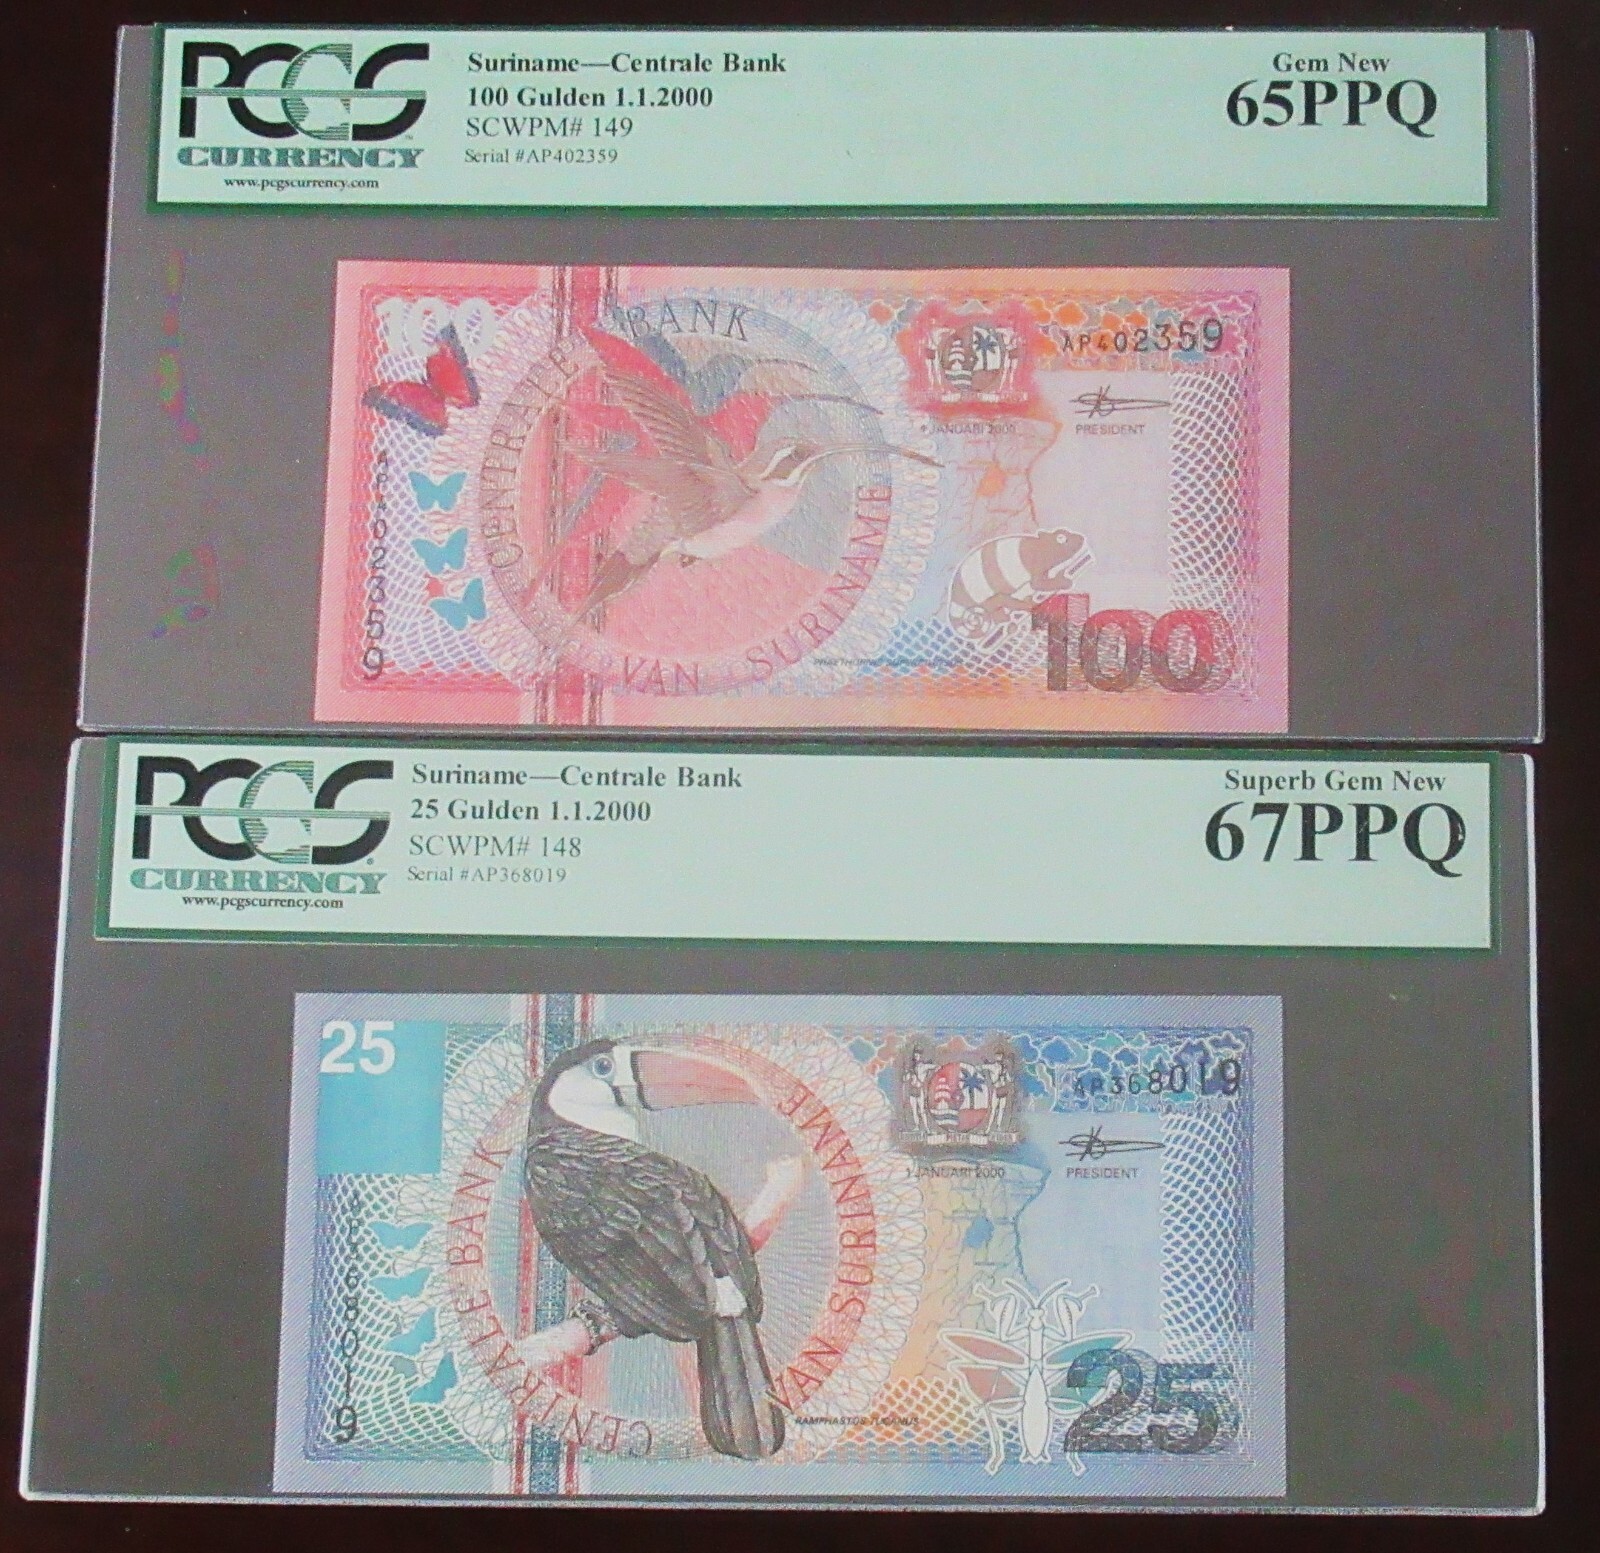 PCGS
CURRENCY
www.pcgscurrency.com
Suriname—Centrale Bank
100 Gulden 1.1.2000
SCWPM# 149
Serial #AP402359
Gem New
65PPQ
100
CENTRALE BANK
VAN SURINAME
AP402359
1 JANUARI 2000
PRESIDENT
AP402359
100
PCGS
CURRENCY
www.pcgscurrency.com
Suriname—Centrale Bank
25 Gulden 1.1.2000
SCWPM# 148
Serial #AP368019
Superb Gem New
67PPQ
25
CENTRALE BANK
VAN SURINAME
AP368019
1 JANUARI 2000
PRESIDENT
AP368019
RAMPHASTOS TUCANUS
25